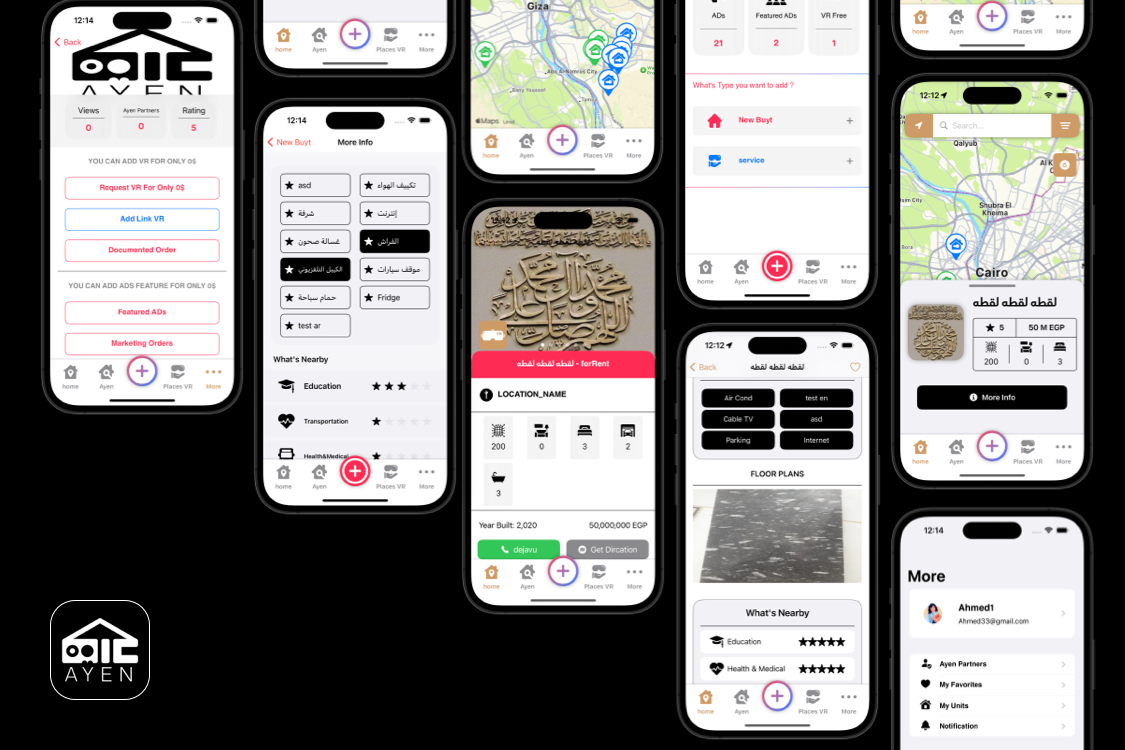 12:14
Back
AYEN
Views
0
Ayen Partners
0
Rating
5
YOU CAN ADD VR FOR ONLY 0$
Request VR For Only 0$
Add Link VR
Documented Order
YOU CAN ADD ADS FEATURE FOR ONLY 0$
Featured ADs
Marketing Orders
home
Ayen
Places VR
More
AYEN
home
Ayen
Places VR
More
12:14
New Buyt
More Info
asd
تكييف الهواء
شرفة
إنترنت
غسالة صحون
الفراش
الكيبل التلفزيوني
موقف سيارات
حمام سباحة
Fridge
test ar
What's Nearby
Education
Transportation
Health&Medical
home
Ayen
Places VR
More
Giza
Abu Al-Nomros City
Bany Youssef
Maps
home
Ayen
Places VR
More
لقطه لقطه لقطه - forRent
LOCATION_NAME
200
0
3
2
3
Year Built: 2,020
50,000,000 EGP
dejavu
Get Dircation
home
Ayen
Places VR
More
ADs
21
Featured ADs
2
VR Free
1
What's Type you want to add ?
New Buyt
+
service
+
home
Ayen
Places VR
More
12:12
Back
لقطه لقطه لقطه
Air Cond
test en
Cable TV
asd
Parking
Internet
FLOOR PLANS
What's Nearby
Education
Health & Medical
home
Ayen
Places VR
More
home
Ayen
Places VR
More
12:12
Search...
Qalyub
Shubra El
Kheima
Cairo
لقطه لقطه لقطه
5
50 M EGP
200
0
3
More Info
home
Ayen
Places VR
More
12:14
More
Ahmed1
Ahmed33@gmail.com
Ayen Partners
My Favorites
My Units
Notification